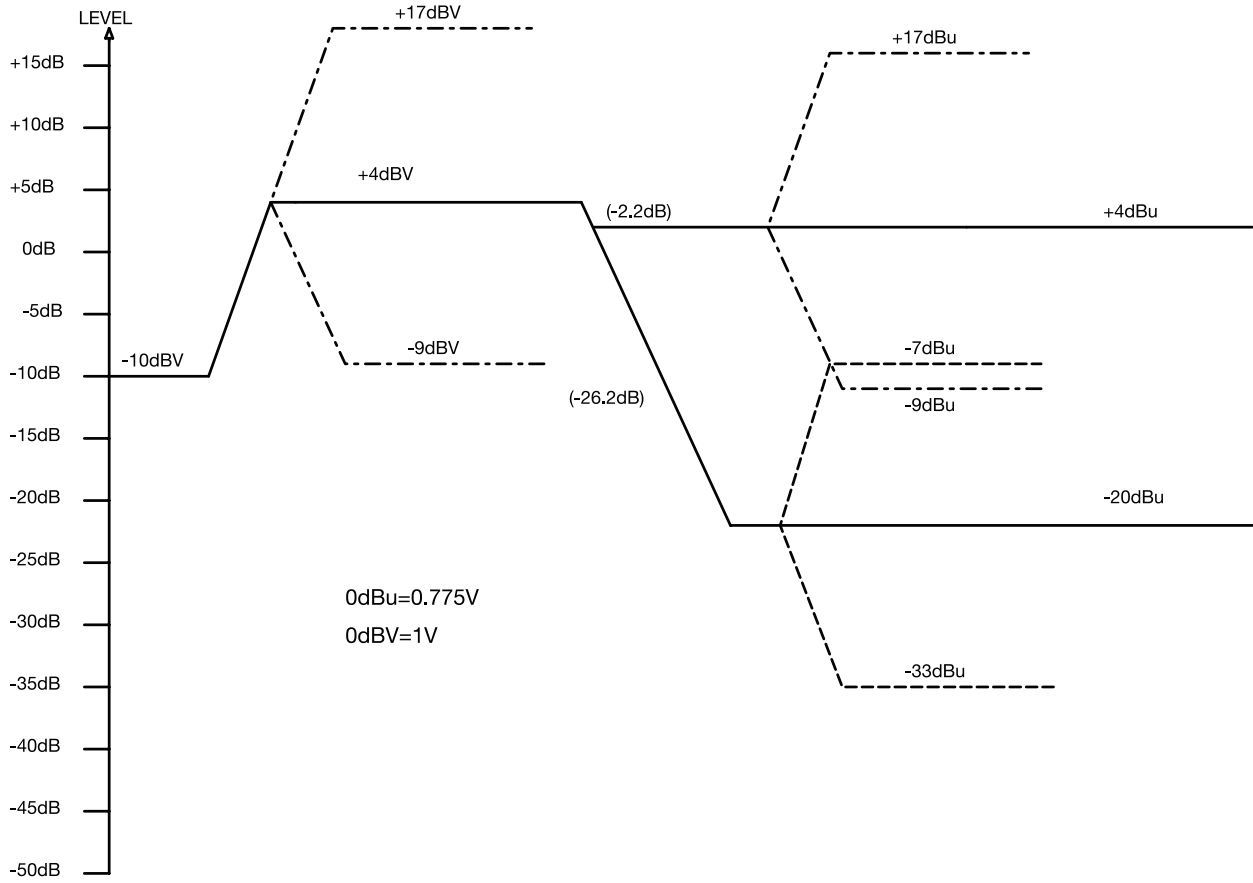 LEVEL
+15dB
+10dB
+5dB
0dB
-5dB
-10dB
-15dB
-20dB
-25dB
-30dB
-35dB
-40dB
-45dB
-50dB
-10dBV
+17dBV
+4dBV
-9dBV
(-2.2dB)
(-26.2dB)
+17dBu
+4dBu
-7dBu
-9dBu
-20dBu
-33dBu
0dBu=0.775V
0dBV=1V